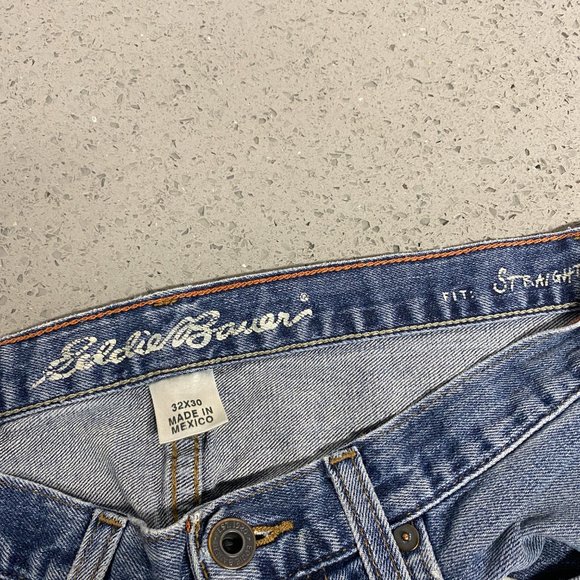 Eddie Bauer®
FIT: STRAIGHT
32X30
MADE IN
MEXICO